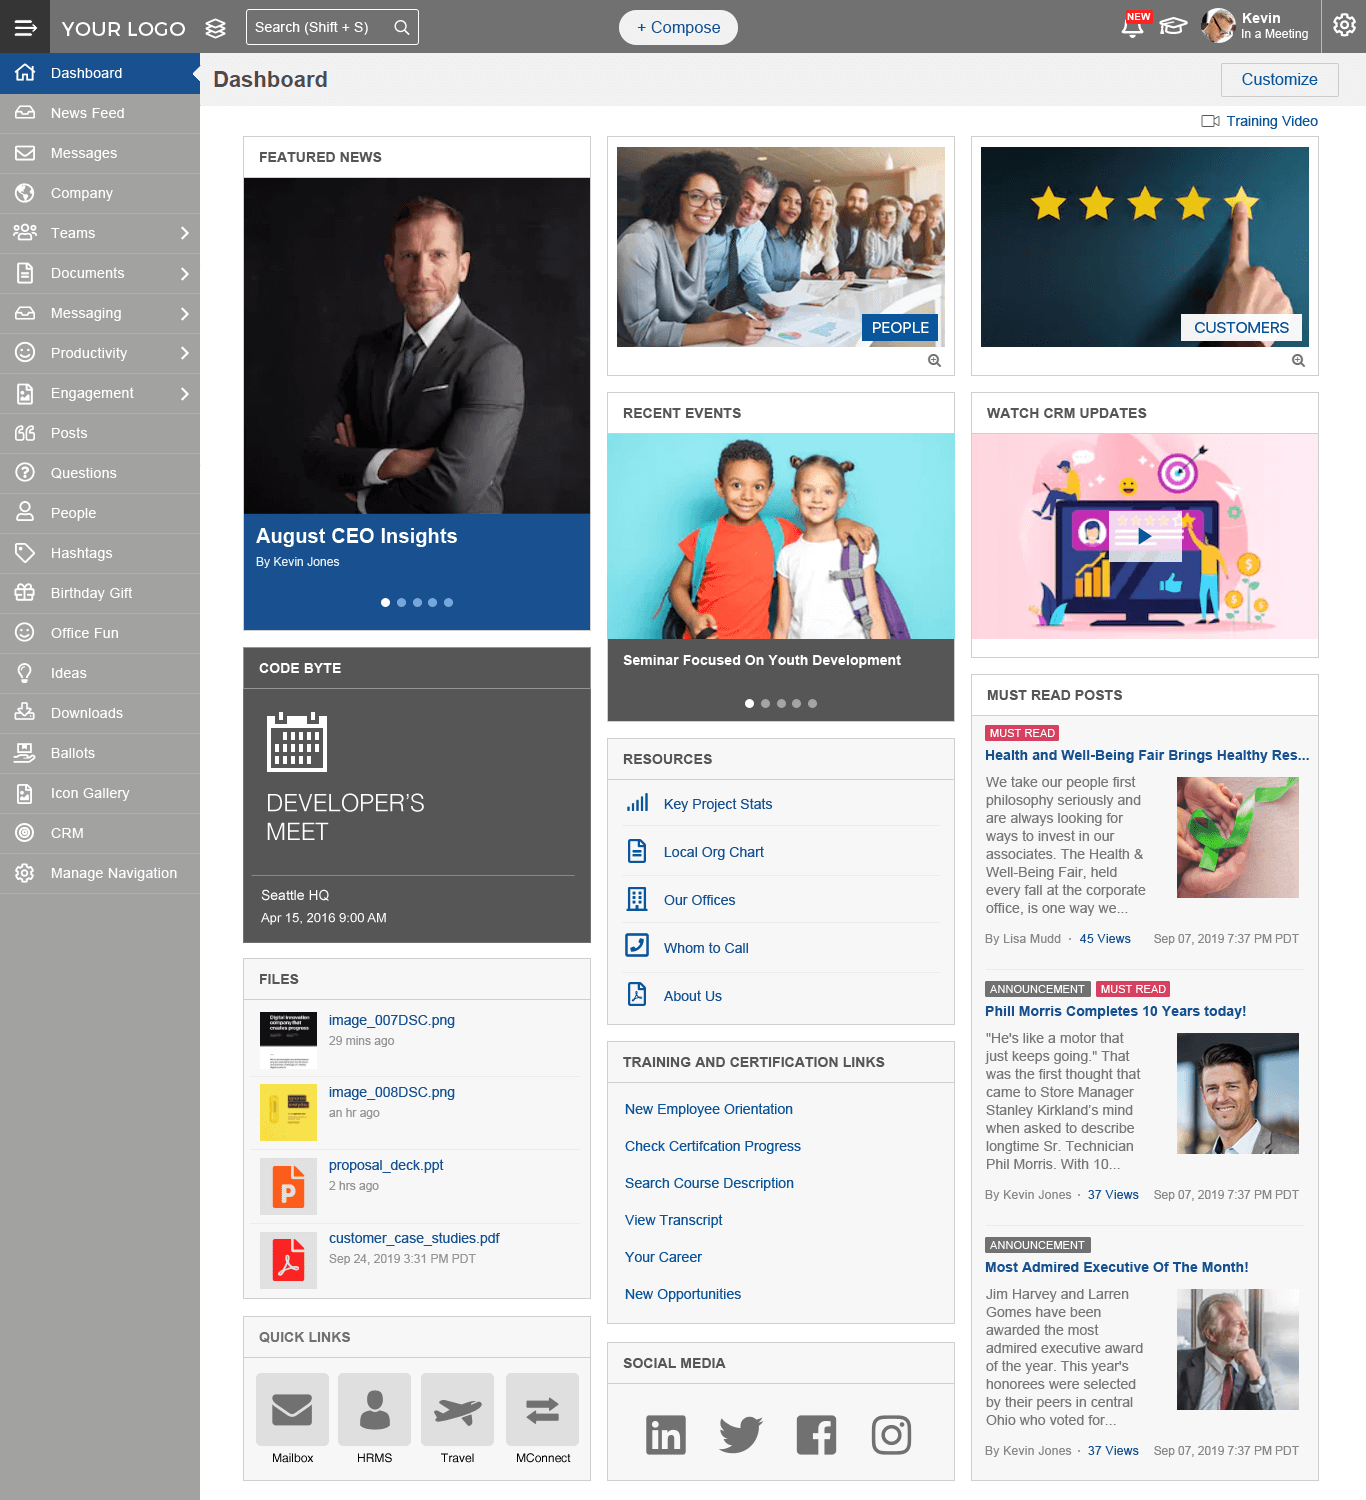 YOUR LOGO
Search (Shift + S)
+ Compose
NEW
Kevin
In a Meeting
Dashboard
News Feed
Messages
Company
Teams
Documents
Messaging
Productivity
Engagement
Posts
Questions
People
Hashtags
Birthday Gift
Office Fun
Ideas
Downloads
Ballots
Icon Gallery
CRM
Manage Navigation
Dashboard
Customize
Training Video
FEATURED NEWS
August CEO Insights
By Kevin Jones
CODE BYTE
DEVELOPER'S
MEET
Seattle HQ
Apr 15, 2016 9:00 AM
FILES
Digital Innovation
company that
creates progress
image_007DSC.png
29 mins ago
image_008DSC.png
an hr ago
proposal_deck.ppt
2 hrs ago
customer_case_studies.pdf
Sep 24, 2019 3:31 PM PDT
QUICK LINKS
Mailbox
HRMS
Travel
MConnect
PEOPLE
RECENT EVENTS
Seminar Focused On Youth Development
RESOURCES
Key Project Stats
Local Org Chart
Our Offices
Whom to Call
About Us
TRAINING AND CERTIFICATION LINKS
New Employee Orientation
Check Certifcation Progress
Search Course Description
View Transcript
Your Career
New Opportunities
SOCIAL MEDIA
CUSTOMERS
WATCH CRM UPDATES
MUST READ POSTS
MUST READ
Health and Well-Being Fair Brings Healthy Res...
We take our people first
philosophy seriously and
are always looking for
ways to invest in our
associates. The Health &
Well-Being Fair, held
every fall at the corporate
office, is one way we...
By Lisa Mudd · 45 Views Sep 07, 2019 7:37 PM PDT
ANNOUNCEMENT MUST READ
Phill Morris Completes 10 Years today!
"He's like a motor that
just keeps going." That
was the first thought that
came to Store Manager
Stanley Kirkland's mind
when asked to describe
longtime Sr. Technician
Phil Morris. With 10...
By Kevin Jones · 37 Views Sep 07, 2019 7:37 PM PDT
ANNOUNCEMENT
Most Admired Executive Of The Month!
Jim Harvey and Larren
Gomes have been
awarded the most
admired executive award
of the year. This year's
honorees were selected
by their peers in central
Ohio who voted for...
By Kevin Jones · 37 Views Sep 07, 2019 7:37 PM PDT